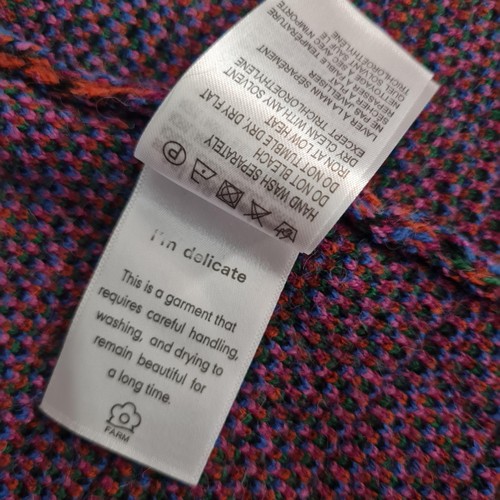 HAND WASH SEPARATELY
DO NOT BLEACH
DO NOT TUMBLE DRY DRY FLAT
IRON AT LOW HEAT
DRY CLEAN WITH ANY SOLVENT
EXCEPT TRICHLOROETHYLENE
LAVER À LA MAIN SÉPARÉMENT
TRICHLOROÉTHYLÈNE
P
I'm delicate
This is a garment that
requires careful handling,
washing, and drying to
remain beautiful for
a long time.
FARM